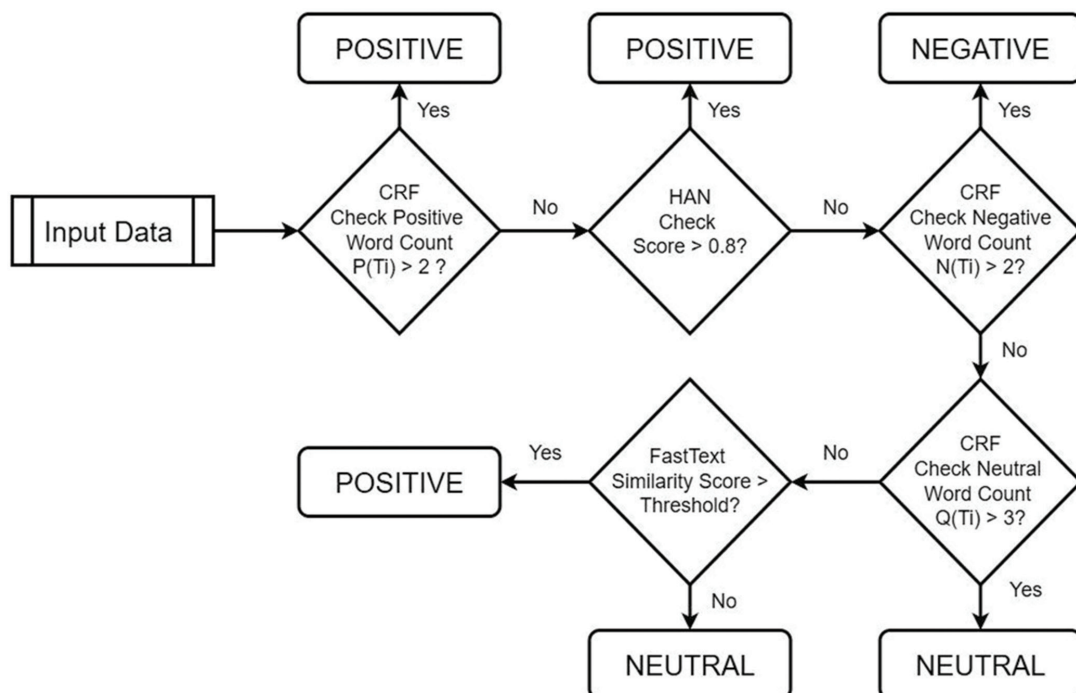 POSITIVE
POSITIVE
NEGATIVE
Yes
Yes
Yes
Input Data
CRF
Check Positive
Word Count
P(Ti) > 2 ?
No
HAN
Check
Score > 0.8?
No
CRF
Check Negative
Word Count
N(Ti) > 2?
No
CRF
Check Neutral
Word Count
Q(Ti) > 3?
No
FastText
Similarity Score >
Threshold?
Yes
POSITIVE
No
Yes
NEUTRAL
NEUTRAL